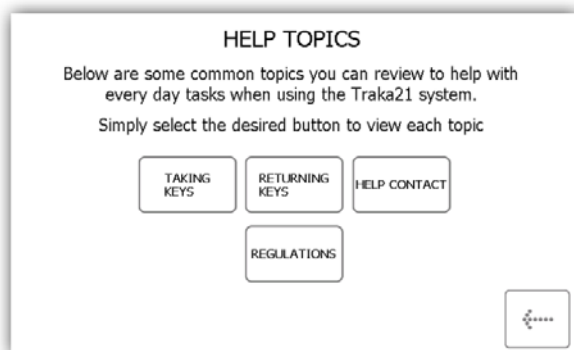 HELP TOPICS
Below are some common topics you can review to help with
every day tasks when using the Traka21 system.
Simply select the desired button to view each topic
TAKING
KEYS
RETURNING
KEYS
HELP CONTACT
REGULATIONS